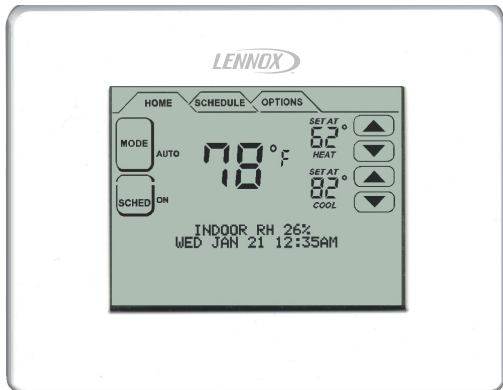 LENNOX
HOME SCHEDULE OPTIONS
MODE AUTO
78°F
SET AT
62°
HEAT
SET AT
82°
COOL
SCHED ON
INDOOR RH 26%
WED JAN 21 12:35AM